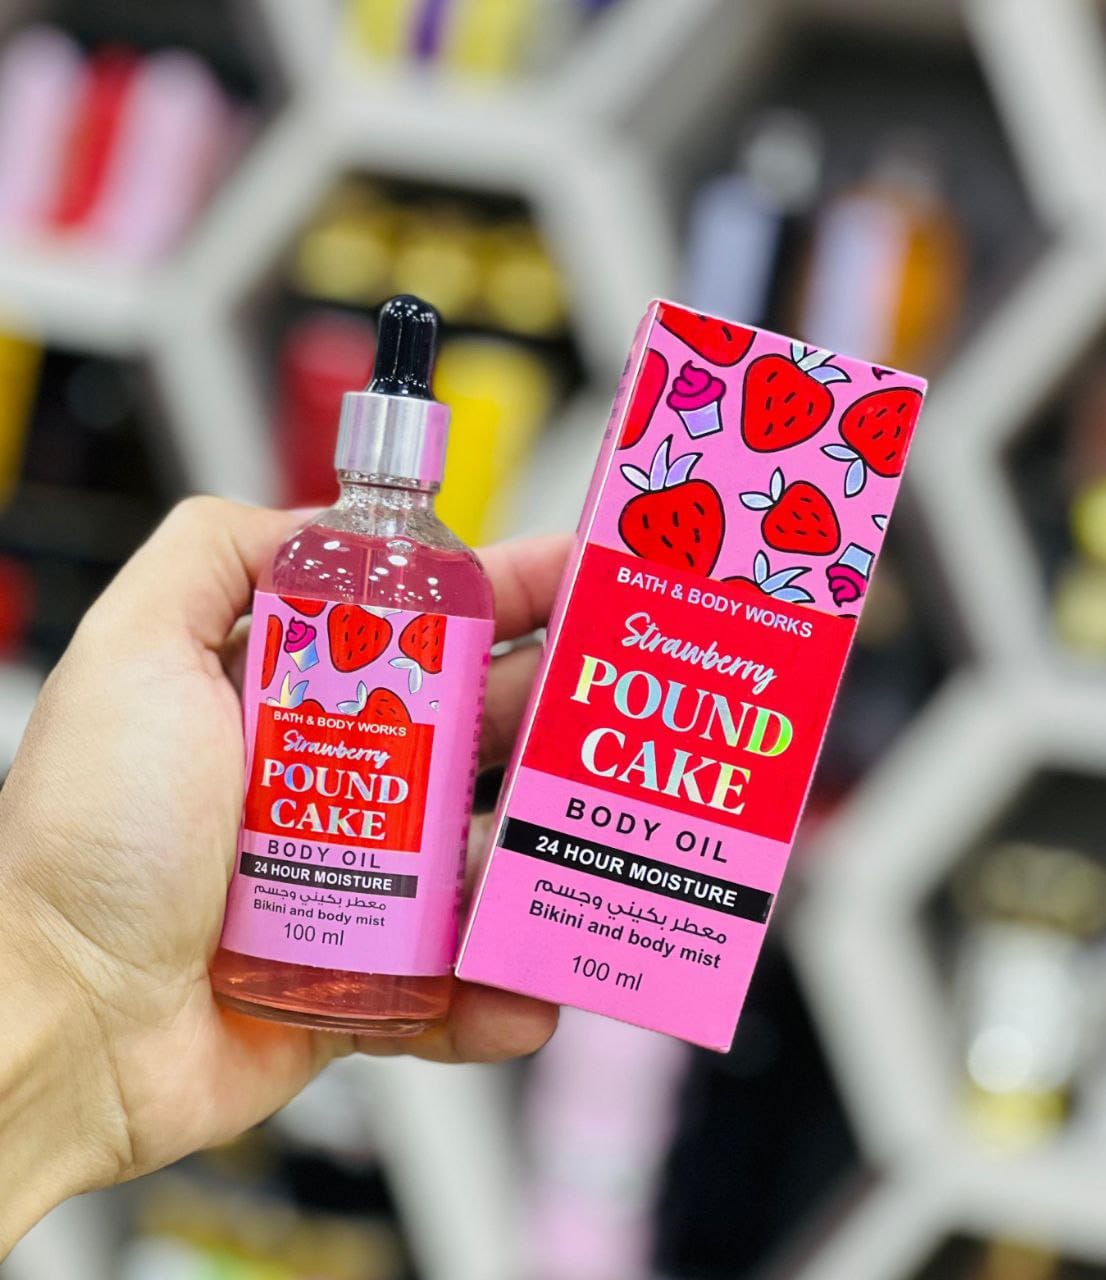 BATH & BODY WORKS
Strawberry
POUND
CAKE
BODY OIL
24 HOUR MOISTURE
معطر بكيني وجسم
Bikini and body mist
100 ml
BATH & BODY WORKS
Strawberry
POUND
CAKE
BODY OIL
24 HOUR MOISTURE
معطر بكيني وجسم
Bikini and body mist
100 ml